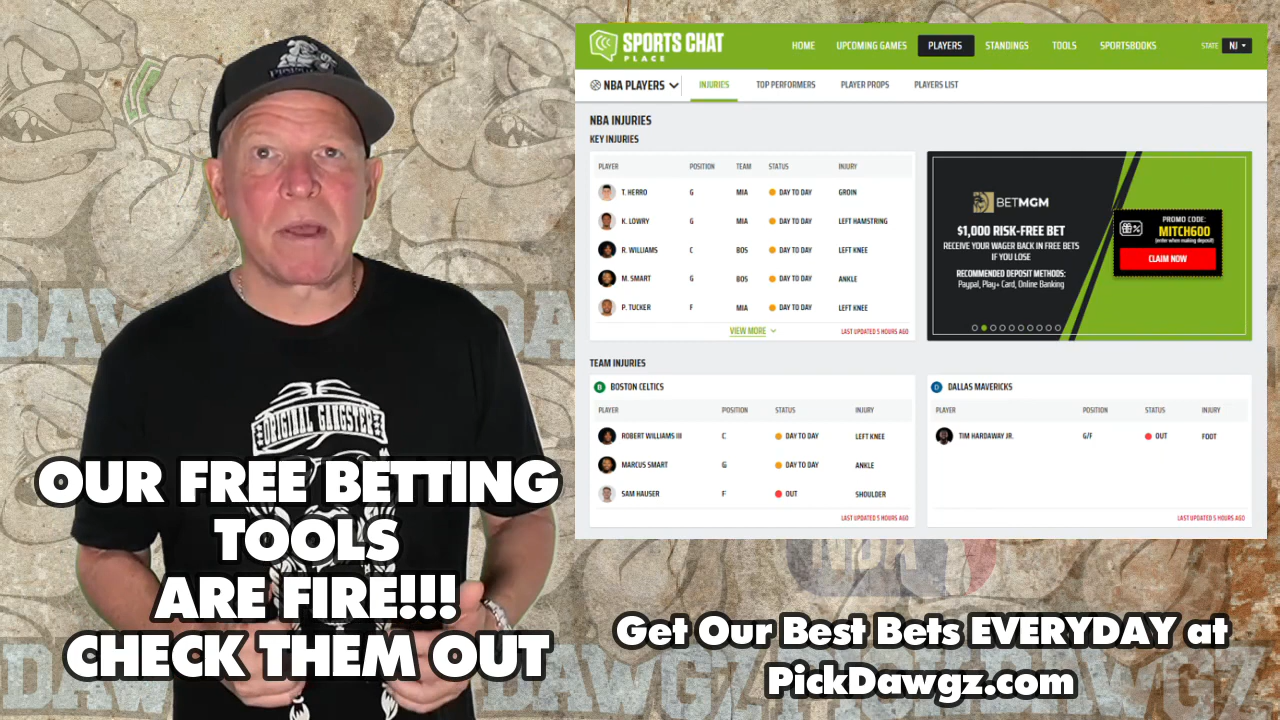 SPORTS CHAT
PLACE
HOME UPCOMING GAMES PLAYERS STANDINGS TOOLS SPORTSBOOKS STATE NJ
NBA PLAYERS INJURIES TOP PERFORMERS PLAYER PROPS PLAYERS LIST
NBA INJURIES
KEY INJURIES
PLAYER POSITION TEAM STATUS INJURY
T. HERRO G MIA DAY TO DAY GROIN
K. LOWRY G MIA DAY TO DAY LEFT HAMSTRING
R. WILLIAMS C BOS DAY TO DAY LEFT KNEE
M. SMART G BOS DAY TO DAY ANKLE
P. TUCKER F MIA DAY TO DAY LEFT KNEE
VIEW MORE LAST UPDATED 5 HOURS AGO
BETMGM
$1,000 RISK-FREE BET
RECEIVE YOUR WAGER BACK IN FREE BETS
IF YOU LOSE
RECOMMENDED DEPOSIT METHODS:
Paypal, Play+ Card, Online Banking
PROMO CODE:
MITCH600
(enter when making deposit)
CLAIM NOW
TEAM INJURIES
B BOSTON CELTICS
PLAYER POSITION STATUS INJURY
ROBERT WILLIAMS III C DAY TO DAY LEFT KNEE
MARCUS SMART G DAY TO DAY ANKLE
SAM HAUSER F OUT SHOULDER
LAST UPDATED 5 HOURS AGO
D DALLAS MAVERICKS
PLAYER POSITION STATUS INJURY
TIM HARDAWAY JR. G/F OUT FOOT
LAST UPDATED 5 HOURS AGO
ORIGINAL GANGSTER
OUR FREE BETTING
TOOLS
ARE FIRE!!!
CHECK THEM OUT
NBA
Get Our Best Bets EVERYDAY at
PickDawgz.com